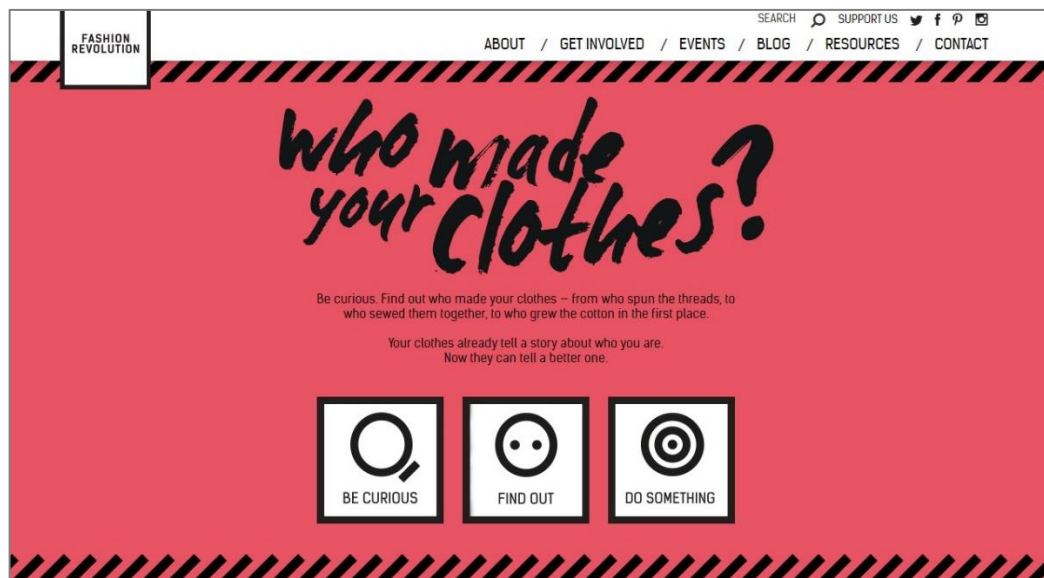 SEARCH SUPPORT US
FASHION
REVOLUTION
ABOUT / GET INVOLVED / EVENTS / BLOG / RESOURCES / CONTACT
who made
your clothes?
Be curious. Find out who made your clothes – from who spun the threads, to
who sewed them together, to who grew the cotton in the first place.
Your clothes already tell a story about who you are.
Now they can tell a better one.
BE CURIOUS
FIND OUT
DO SOMETHING